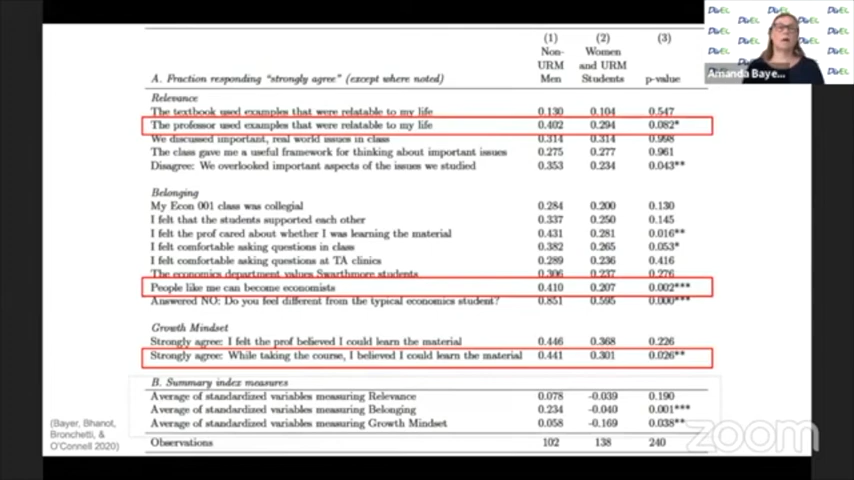 (1) (2) (3)
Non- Women
URM and URM
A. Fraction responding "strongly agree" (except where noted) Men Students p-value
Relevance
The textbook used examples that were relatable to my life 0.130 0.104 0.547
The professor used examples that were relatable to my life 0.402 0.294 0.082*
We discussed important, real world issues in class 0.314 0.314 0.998
The class gave me a useful framework for thinking about important issues 0.275 0.277 0.961
Disagree: We overlooked important aspects of the issues we studied 0.353 0.234 0.043**
Belonging
My Econ 001 class was collegial 0.284 0.200 0.130
I felt that the students supported each other 0.337 0.250 0.145
I felt the prof cared about whether I was learning the material 0.431 0.281 0.016**
I felt comfortable asking questions in class 0.382 0.265 0.053*
I felt comfortable asking questions at TA clinics 0.289 0.236 0.416
The economics department values Swarthmore students 0.306 0.237 0.276
People like me can become economists 0.410 0.207 0.002***
Answered NO: Do you feel different from the typical economics student? 0.851 0.595 0.000***
Growth Mindset
Strongly agree: I felt the prof believed I could learn the material 0.446 0.368 0.226
Strongly agree: While taking the course, I believed I could learn the material 0.441 0.301 0.026**
B. Summary index measures
Average of standardized variables measuring Relevance 0.078 -0.039 0.190
Average of standardized variables measuring Belonging 0.234 -0.040 0.001***
Average of standardized variables measuring Growth Mindset 0.058 -0.169 0.038**
Observations 102 138 240
(Bayer, Bhanot,
Bronchetti, &
O'Connell 2020)
Amanda Baye...
zoom